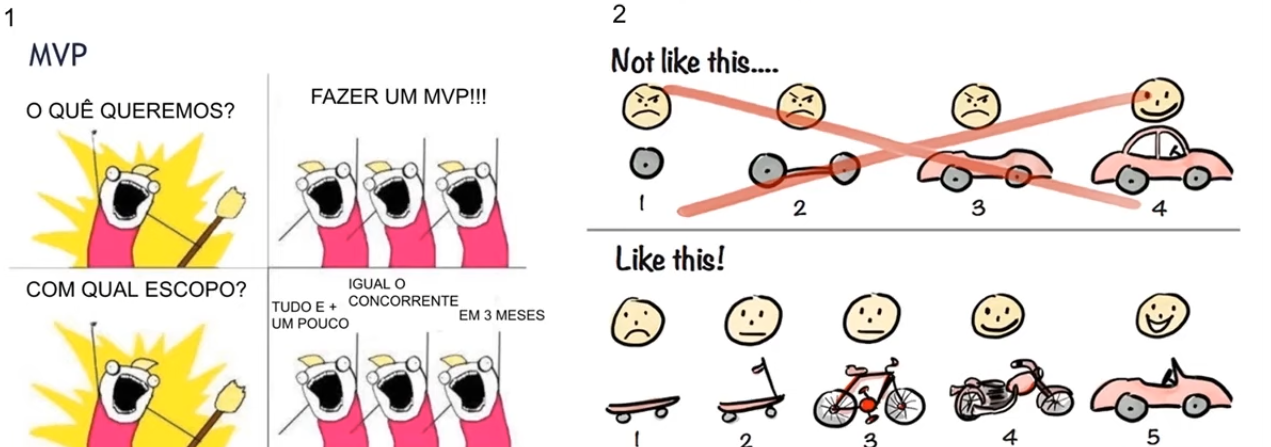 1
MVP
O QUÊ QUEREMOS?
FAZER UM MVP!!!
COM QUAL ESCOPO?
TUDO E +
UM POUCO
IGUAL O
CONCORRENTE
EM 3 MESES
2
Not like this....
1 2 3 4
Like this!
1 2 3 4 5